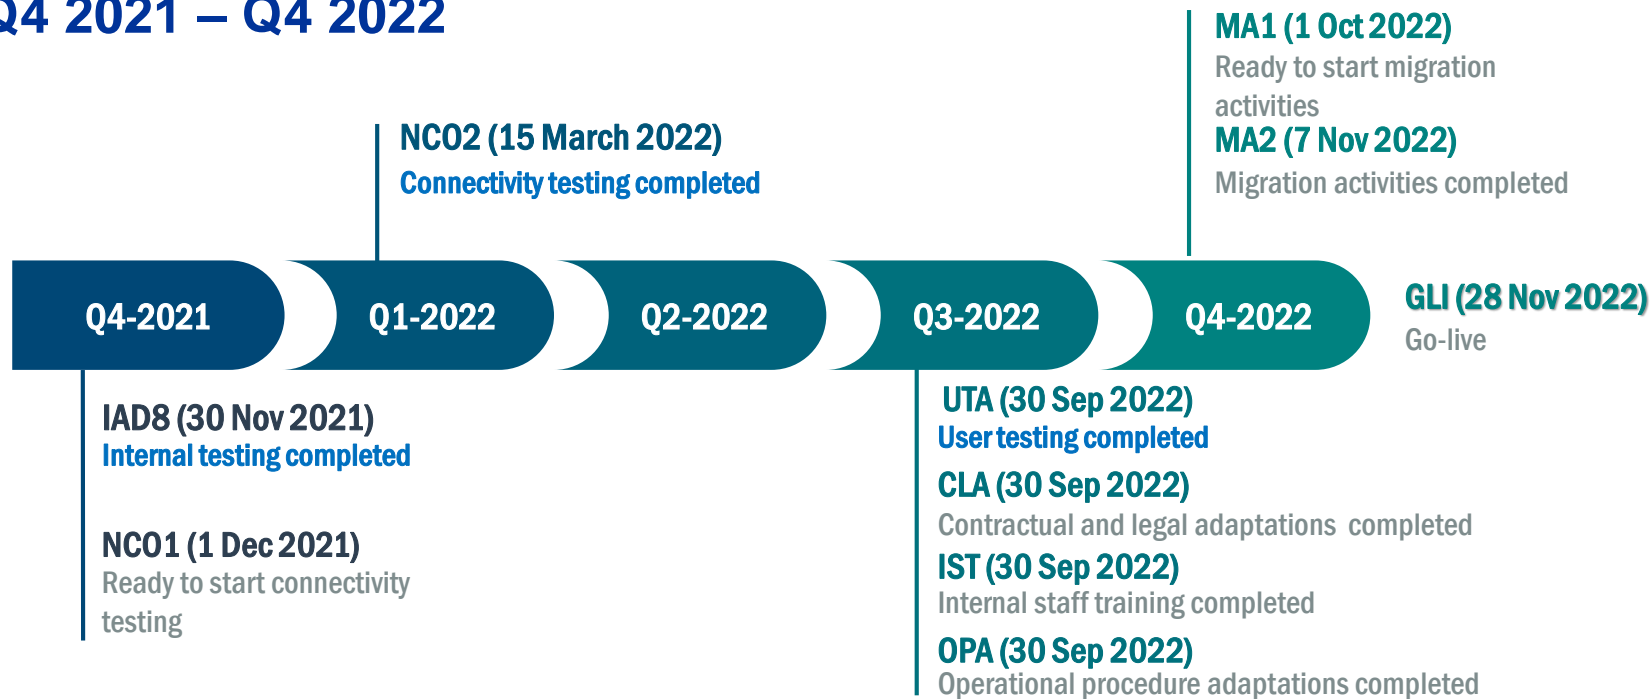 Q4 2021 – Q4 2022
MA1 (1 Oct 2022)
Ready to start migration
activities
MA2 (7 Nov 2022)
Migration activities completed
NCO2 (15 March 2022)
Connectivity testing completed
Q4-2021
Q1-2022
Q2-2022
Q3-2022
Q4-2022
GLI (28 Nov 2022)
Go-live
IAD8 (30 Nov 2021)
Internal testing completed
NCO1 (1 Dec 2021)
Ready to start connectivity
testing
UTA (30 Sep 2022)
User testing completed
CLA (30 Sep 2022)
Contractual and legal adaptations completed
IST (30 Sep 2022)
Internal staff training completed
OPA (30 Sep 2022)
Operational procedure adaptations completed